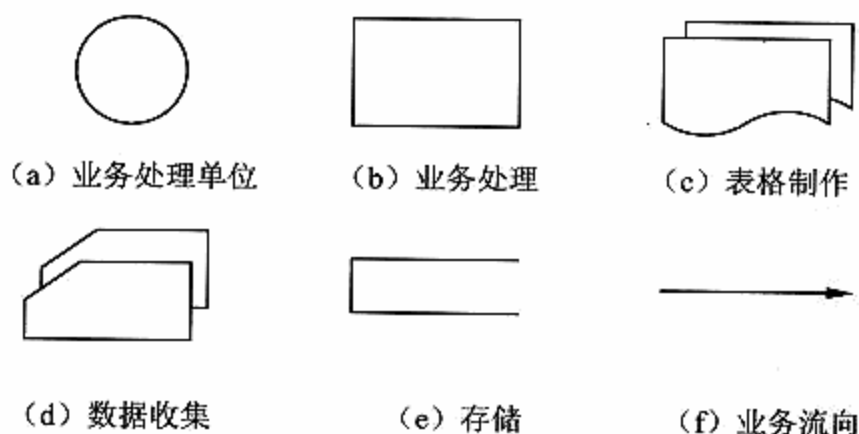 (a) 业务处理单位
(b) 业务处理
(c) 表格制作
(d) 数据收集
(e) 存储
(f) 业务流向